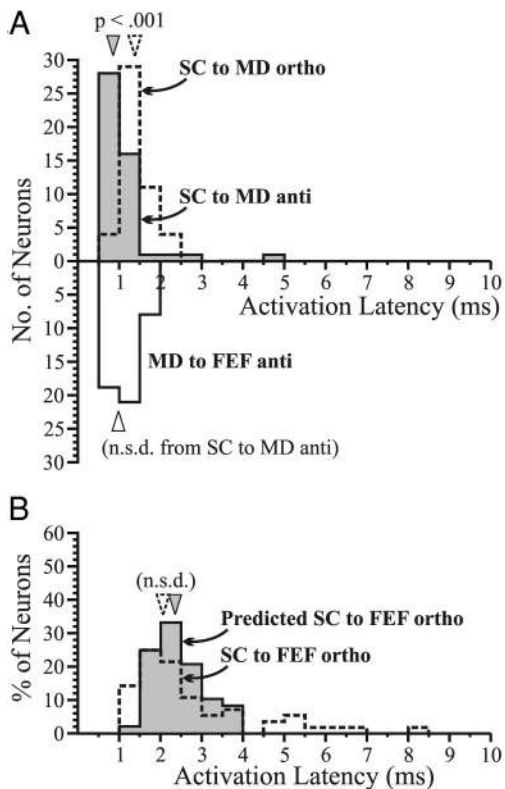 A
p < .001
30
SC to MD ortho
25
20
15
10
SC to MD anti
5
0
1 2 3 4 5 6 7 8 9 10
Activation Latency (ms)
No. of Neurons
5
10
MD to FEF anti
15
20
25
(n.s.d. from SC to MD anti)
30
B
60
50
(n.s.d.)
40
Predicted SC to FEF ortho
30
SC to FEF ortho
20
10
0
% of Neurons
1 2 3 4 5 6 7 8 9 10
Activation Latency (ms)